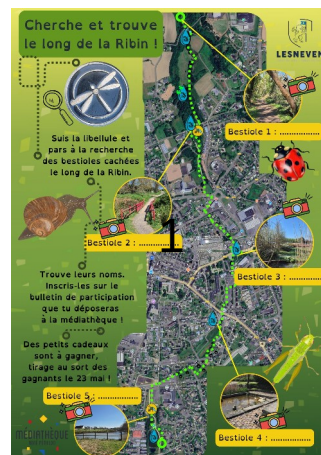 Cherche et trouve
le long de la Ribin !
LESNEVEN
Bestiole 1 : ................
Suis la libellule et
pars à la recherche
des bestioles cachées
le long de la Ribin.
Bestiole 2 : ................
1
Bestiole 3 : ................
Trouve leurs noms.
Inscris-les sur le
bulletin de participation
que tu déposeras
à la médiathèque !
Des petits cadeaux
sont à gagner,
tirage au sort des
gagnants le 23 mai !
Bestiole 5 : ................
Bestiole 4 : ................
MÉDIATHÈQUE